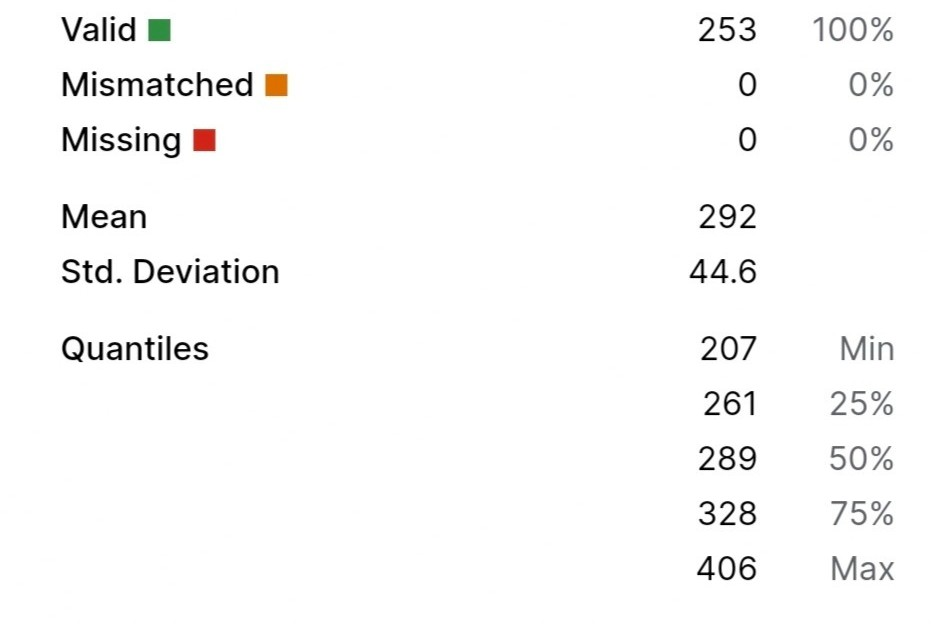 Valid 253 100%
Mismatched 0 0%
Missing 0 0%
Mean 292
Std. Deviation 44.6
Quantiles 207 Min
261 25%
289 50%
328 75%
406 Max